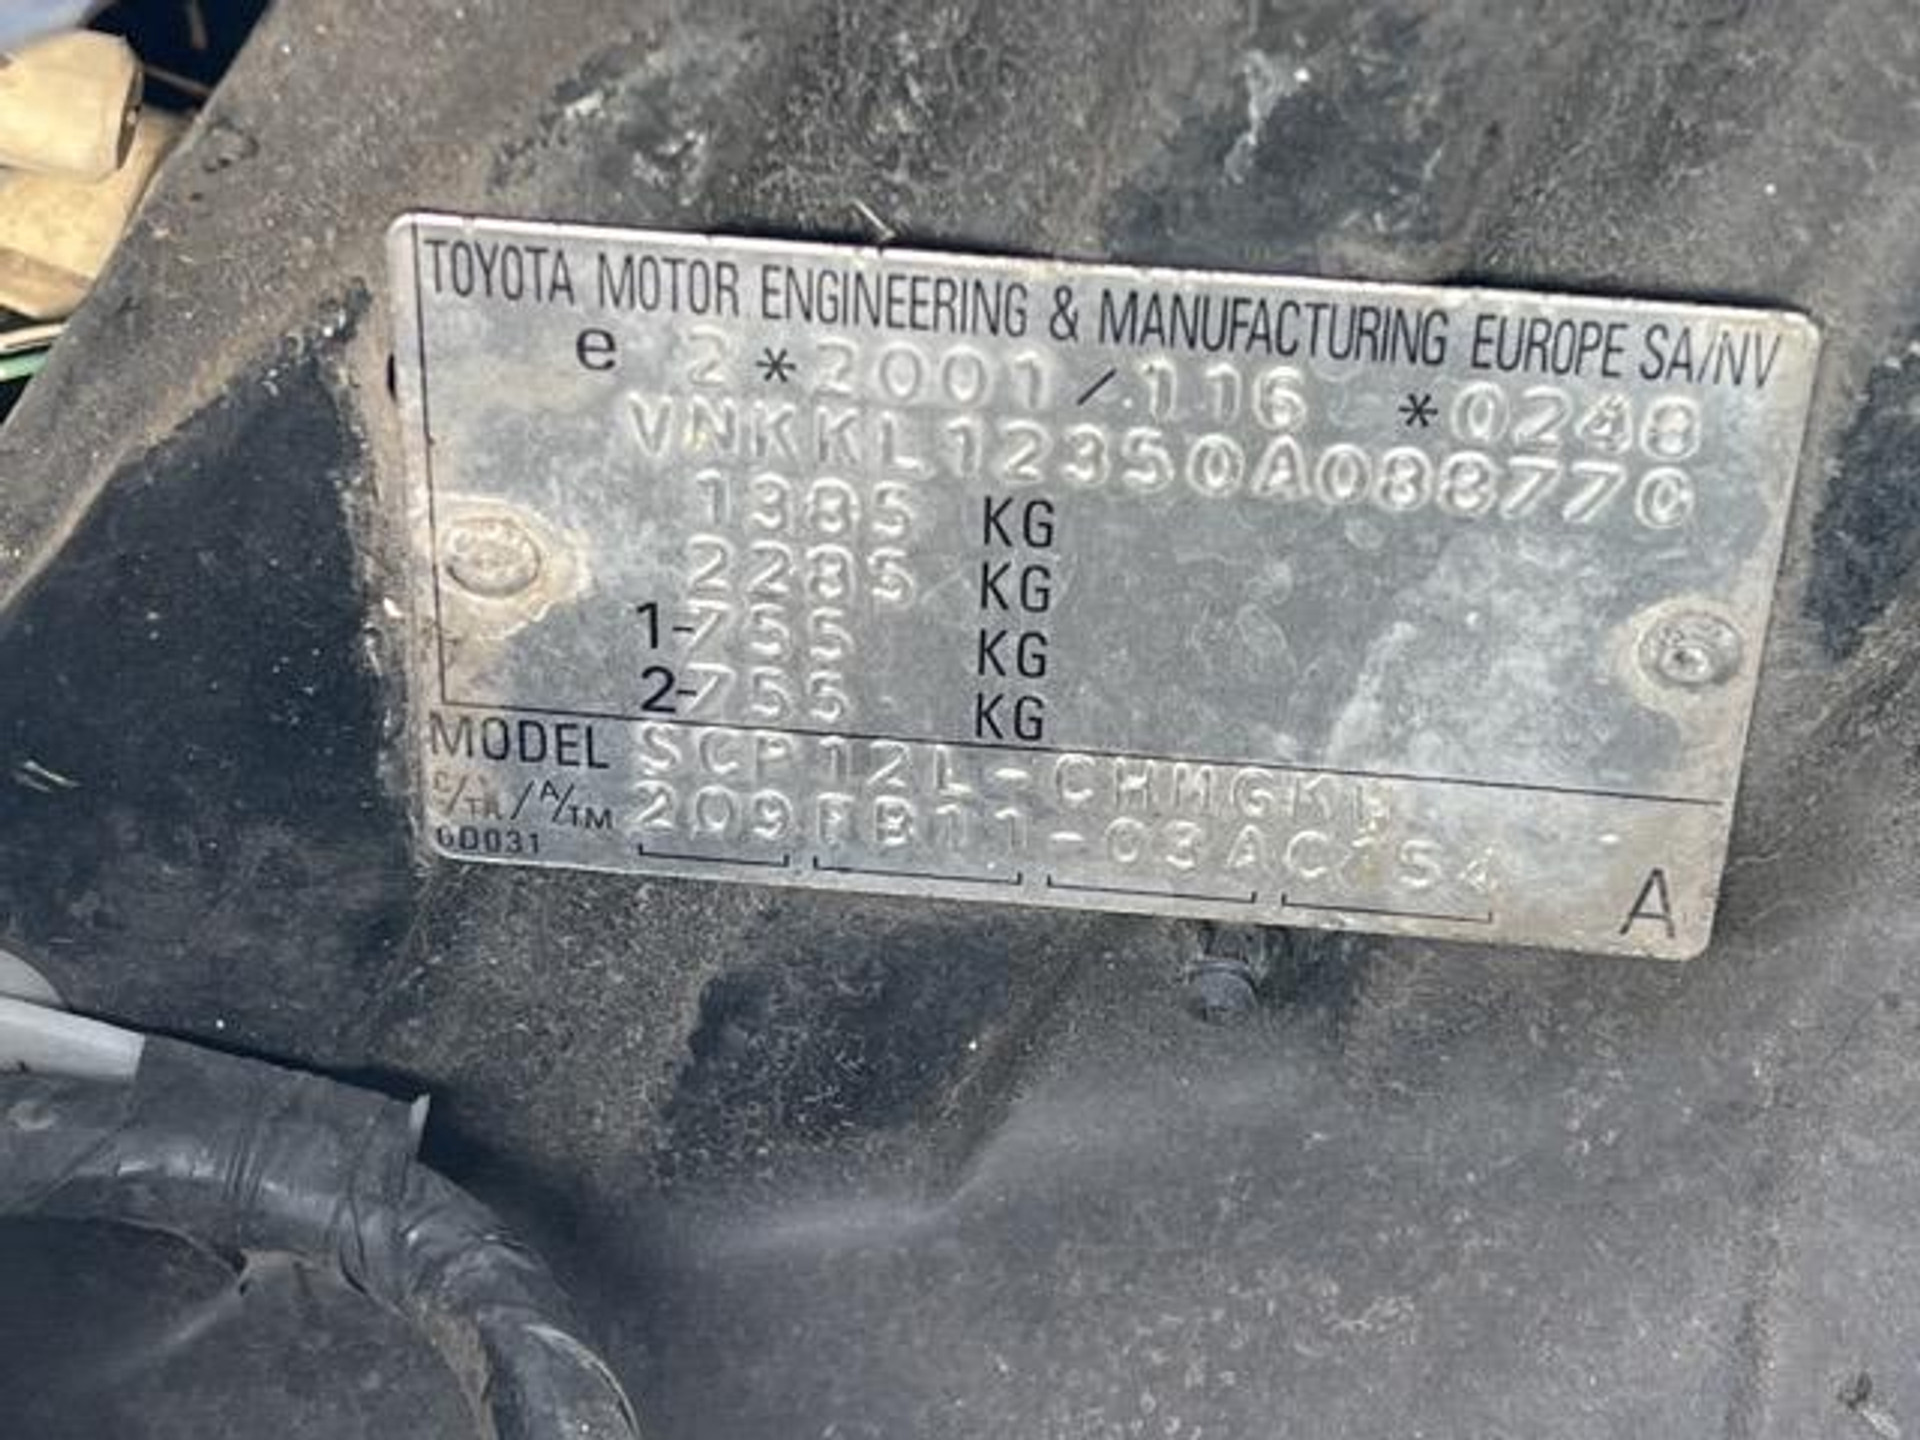 TOYOTA MOTOR ENGINEERING & MANUFACTURING EUROPE SA/NV
e 2 * 2001 / 116 * 0248
VNKKL12350A088770
1385 KG
2285 KG
1-755 KG
2-755 KG
MODEL SCP12L-CHMGKW
C/TR / A/TM 209 FB11 -03A C154
0D031
A